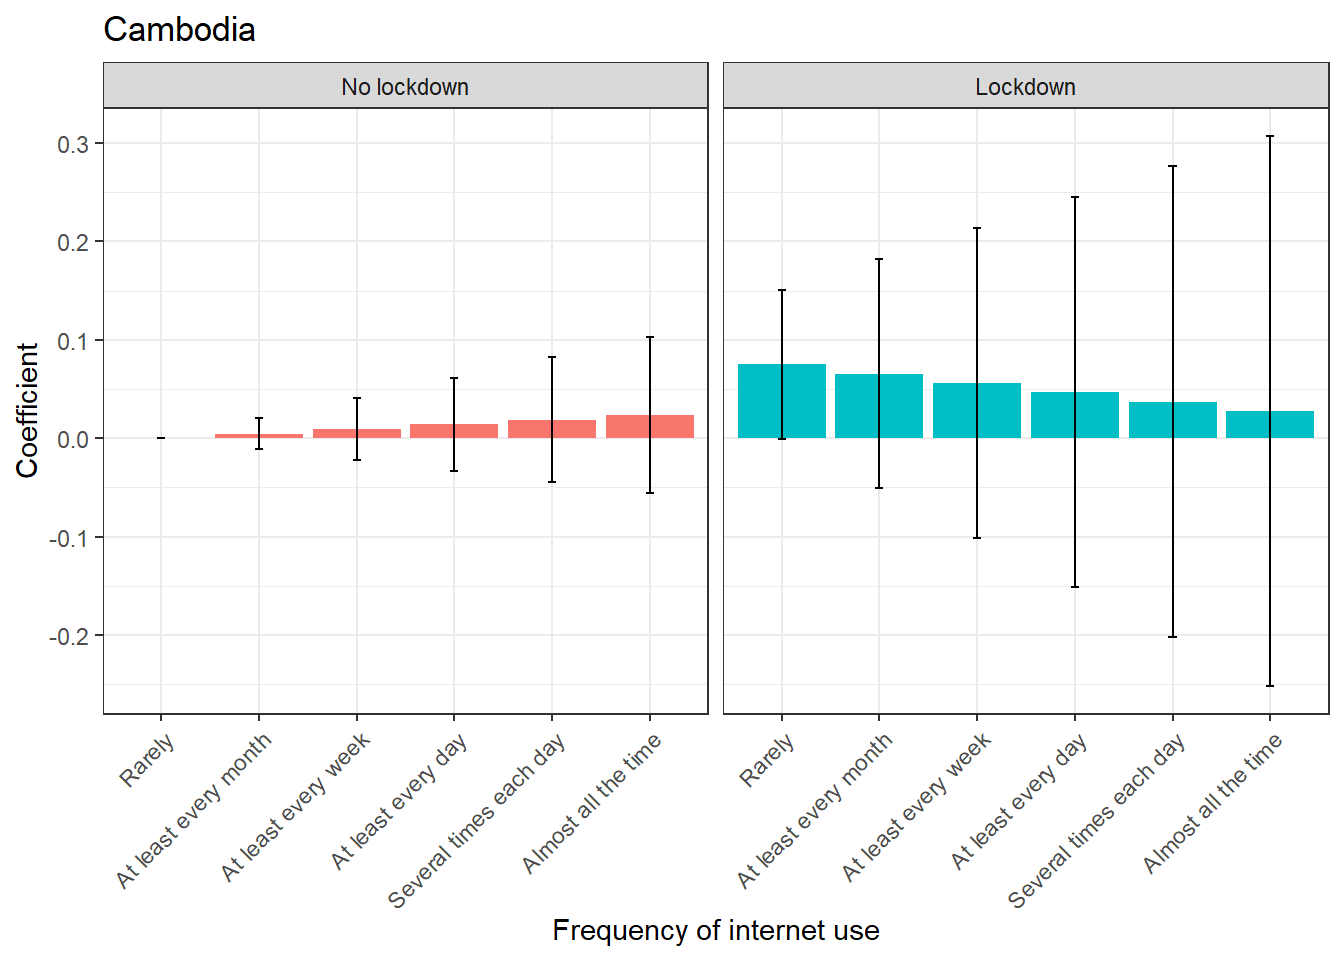 Cambodia
No lockdown
Lockdown
Coefficient
0.3
0.2
0.1
0.0
-0.1
-0.2
Rarely
At least every month
At least every week
At least every day
Several times each day
Almost all the time
Rarely
At least every month
At least every week
At least every day
Several times each day
Almost all the time
Frequency of internet use